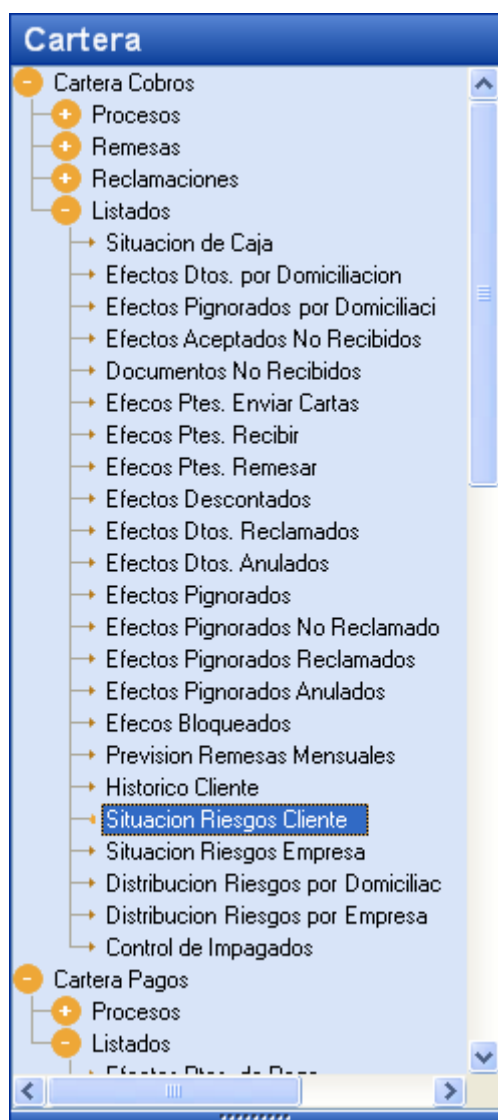 Cartera
Cartera Cobros
Procesos
Remesas
Reclamaciones
Listados
Situacion de Caja
Efectos Dtos. por Domiciliacion
Efectos Pignorados por Domiciliaci
Efectos Aceptados No Recibidos
Documentos No Recibidos
Efecos Ptes. Enviar Cartas
Efecos Ptes. Recibir
Efecos Ptes. Remesar
Efectos Descontados
Efectos Dtos. Reclamados
Efectos Dtos. Anulados
Efectos Pignorados
Efectos Pignorados No Reclamado
Efectos Pignorados Reclamados
Efectos Pignorados Anulados
Efecos Bloqueados
Prevision Remesas Mensuales
Historico Cliente
Situacion Riesgos Cliente
Situacion Riesgos Empresa
Distribucion Riesgos por Domiciliac
Distribucion Riesgos por Empresa
Control de Impagados
Cartera Pagos
Procesos
Listados